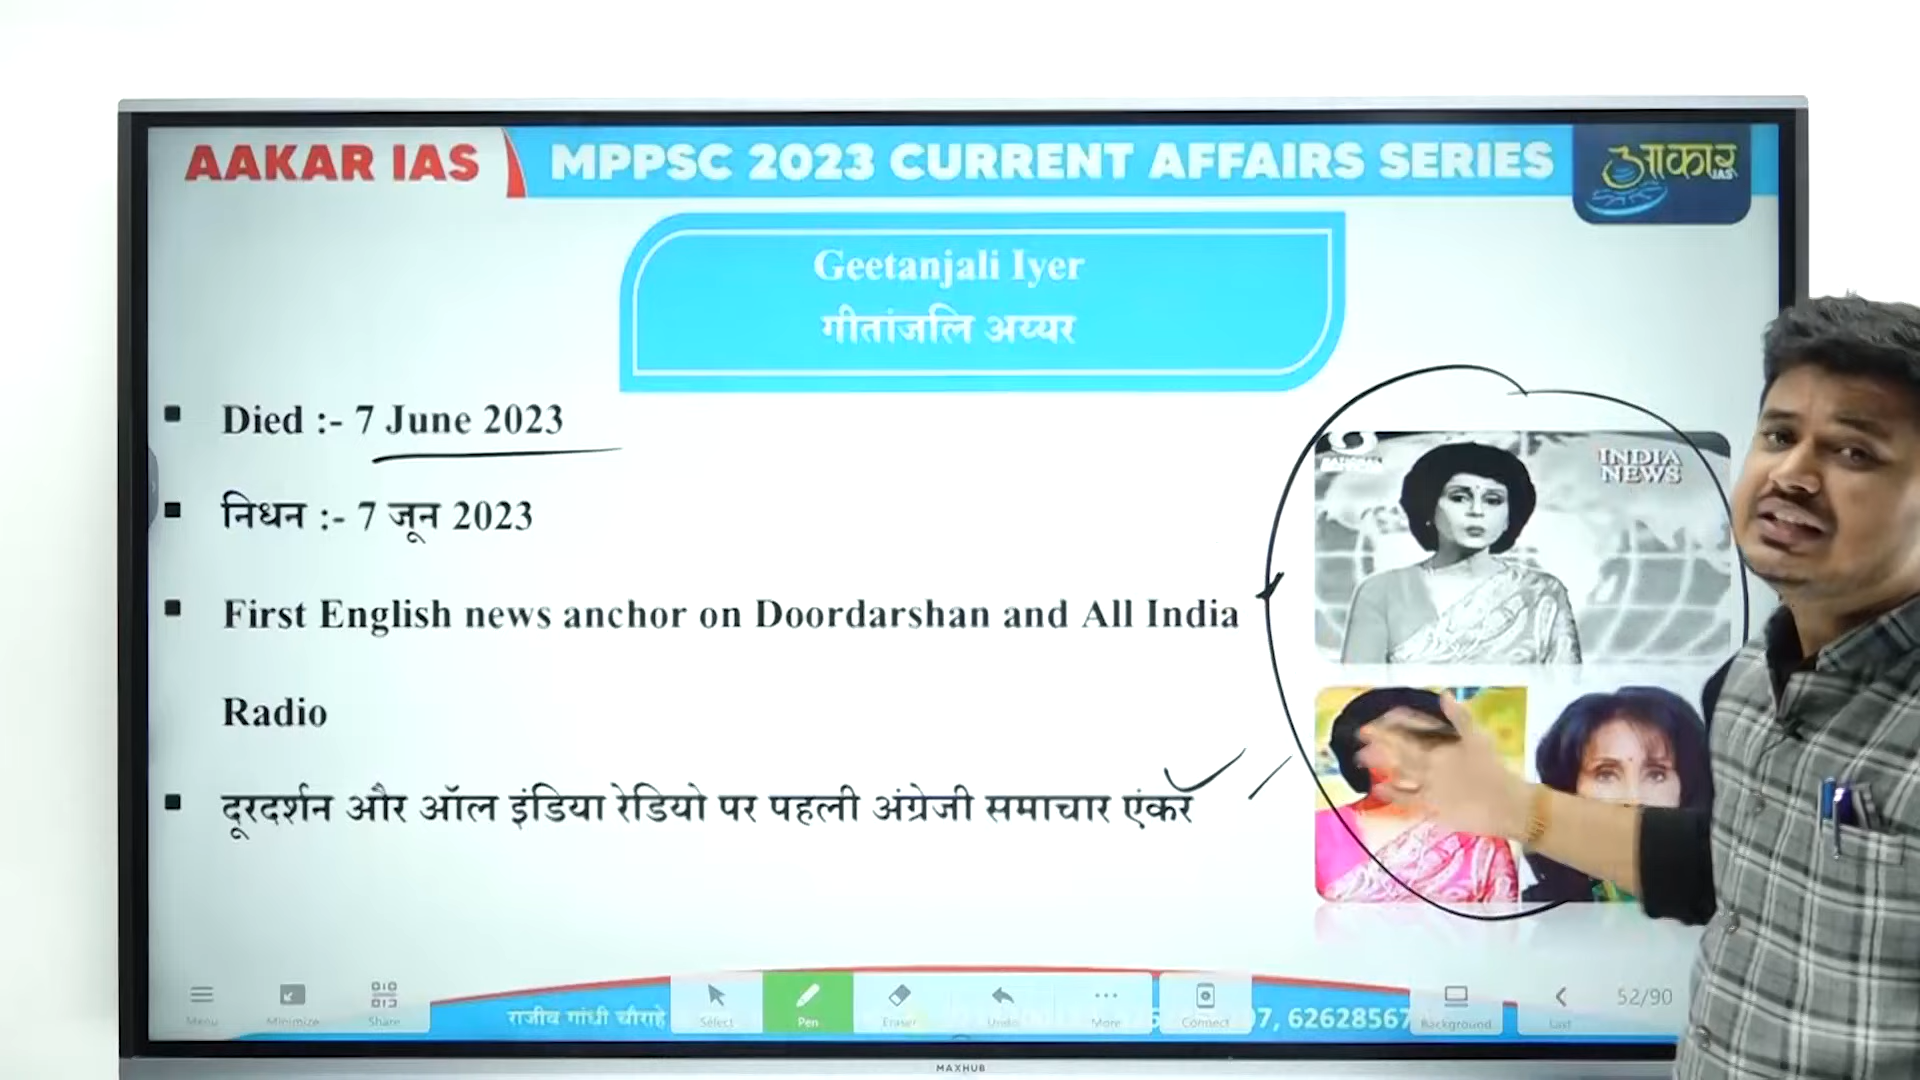 AAKAR IAS
MPPSC 2023 CURRENT AFFAIRS SERIES
आकार
IAS
Geetanjali Iyer
गीतांजलि अय्यर
Died :- 7 June 2023
निधन :- 7 जून 2023
First English news anchor on Doordarshan and All India
Radio
दूरदर्शन और ऑल इंडिया रेडियो पर पहली अंग्रेजी समाचार एंकर
INDIA
NEWS
Menu
Minimize
Share
राजीव गांधी चौराहे
Select
Pen
Eraser
Undo
More
Connect
7, 62628567
Background
Last
52/90
MAXHUB